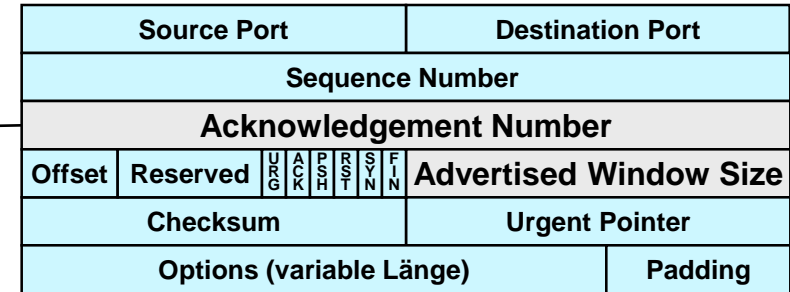 Source Port Destination Port
Sequence Number
Acknowledgement Number
Offset Reserved URG ACK PSH RST SYN FIN Advertised Window Size
Checksum Urgent Pointer
Options (variable Länge) Padding